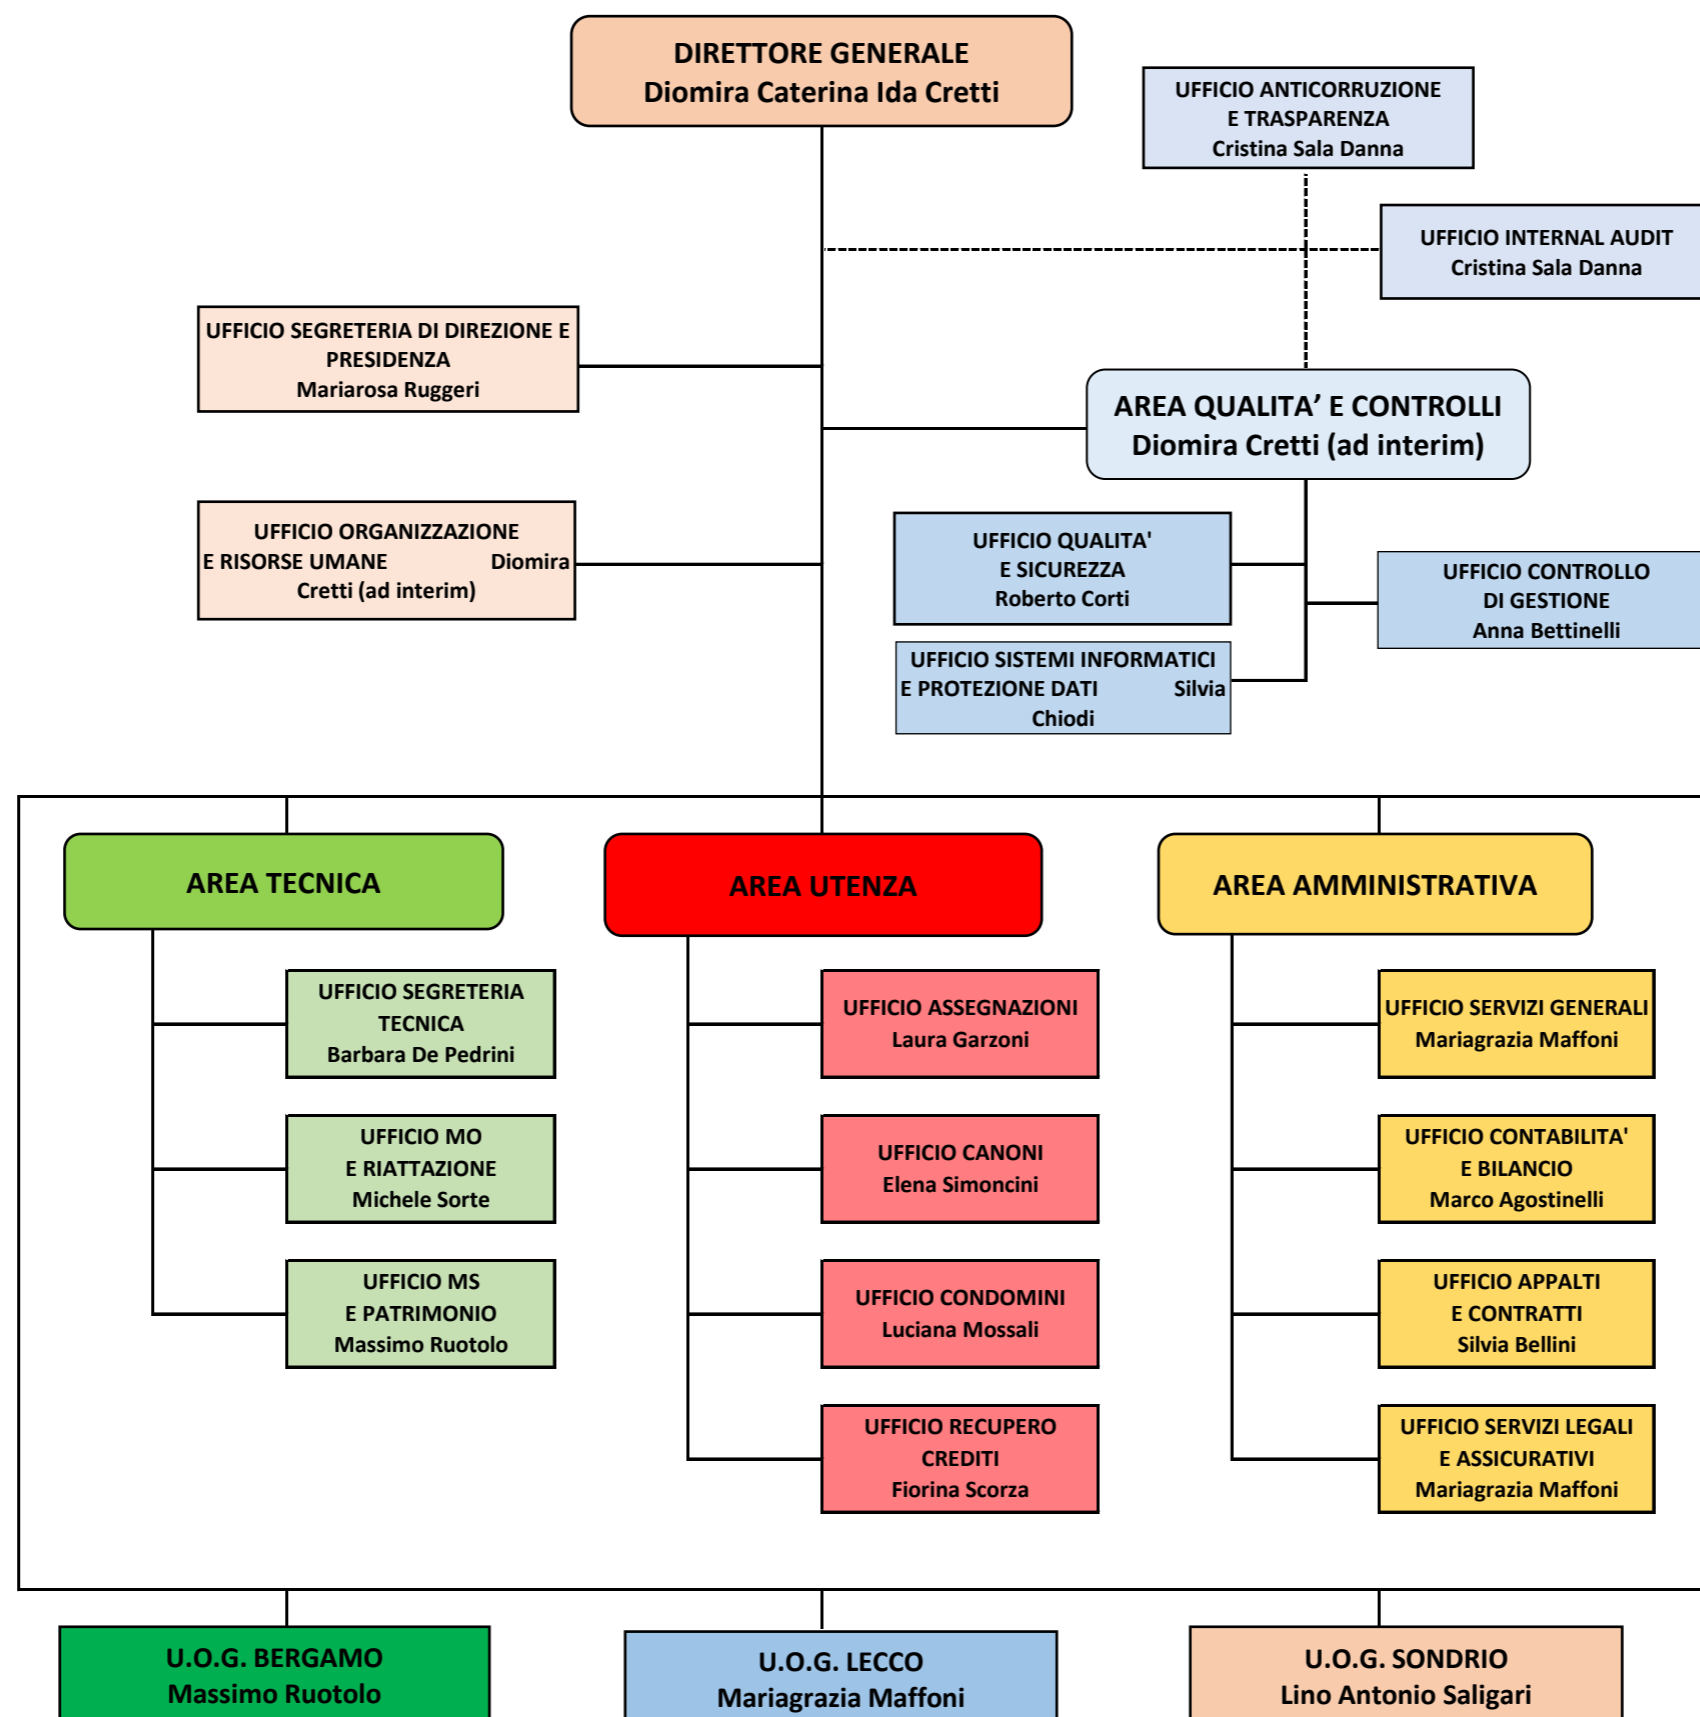 DIRETTORE GENERALE
Diomira Caterina Ida Cretti
UFFICIO ANTICORRUZIONE
E TRASPARENZA
Cristina Sala Danna
UFFICIO INTERNAL AUDIT
Cristina Sala Danna
UFFICIO SEGRETERIA DI DIREZIONE E
PRESIDENZA
Mariarosa Ruggeri
AREA QUALITA’ E CONTROLLI
Diomira Cretti (ad interim)
UFFICIO ORGANIZZAZIONE
E RISORSE UMANE Diomira
Cretti (ad interim)
UFFICIO QUALITA'
E SICUREZZA
Roberto Corti
UFFICIO CONTROLLO
DI GESTIONE
Anna Bettinelli
UFFICIO SISTEMI INFORMATICI
E PROTEZIONE DATI Silvia
Chiodi
AREA TECNICA
AREA UTENZA
AREA AMMINISTRATIVA
UFFICIO SEGRETERIA
TECNICA
Barbara De Pedrini
UFFICIO ASSEGNAZIONI
Laura Garzoni
UFFICIO SERVIZI GENERALI
Mariagrazia Maffoni
UFFICIO MO
E RIATTAZIONE
Michele Sorte
UFFICIO CANONI
Elena Simoncini
UFFICIO CONTABILITA'
E BILANCIO
Marco Agostinelli
UFFICIO MS
E PATRIMONIO
Massimo Ruotolo
UFFICIO CONDOMINI
Luciana Mossali
UFFICIO APPALTI
E CONTRATTI
Silvia Bellini
UFFICIO RECUPERO
CREDITI
Fiorina Scorza
UFFICIO SERVIZI LEGALI
E ASSICURATIVI
Mariagrazia Maffoni
U.O.G. BERGAMO
Massimo Ruotolo
U.O.G. LECCO
Mariagrazia Maffoni
U.O.G. SONDRIO
Lino Antonio Saligari